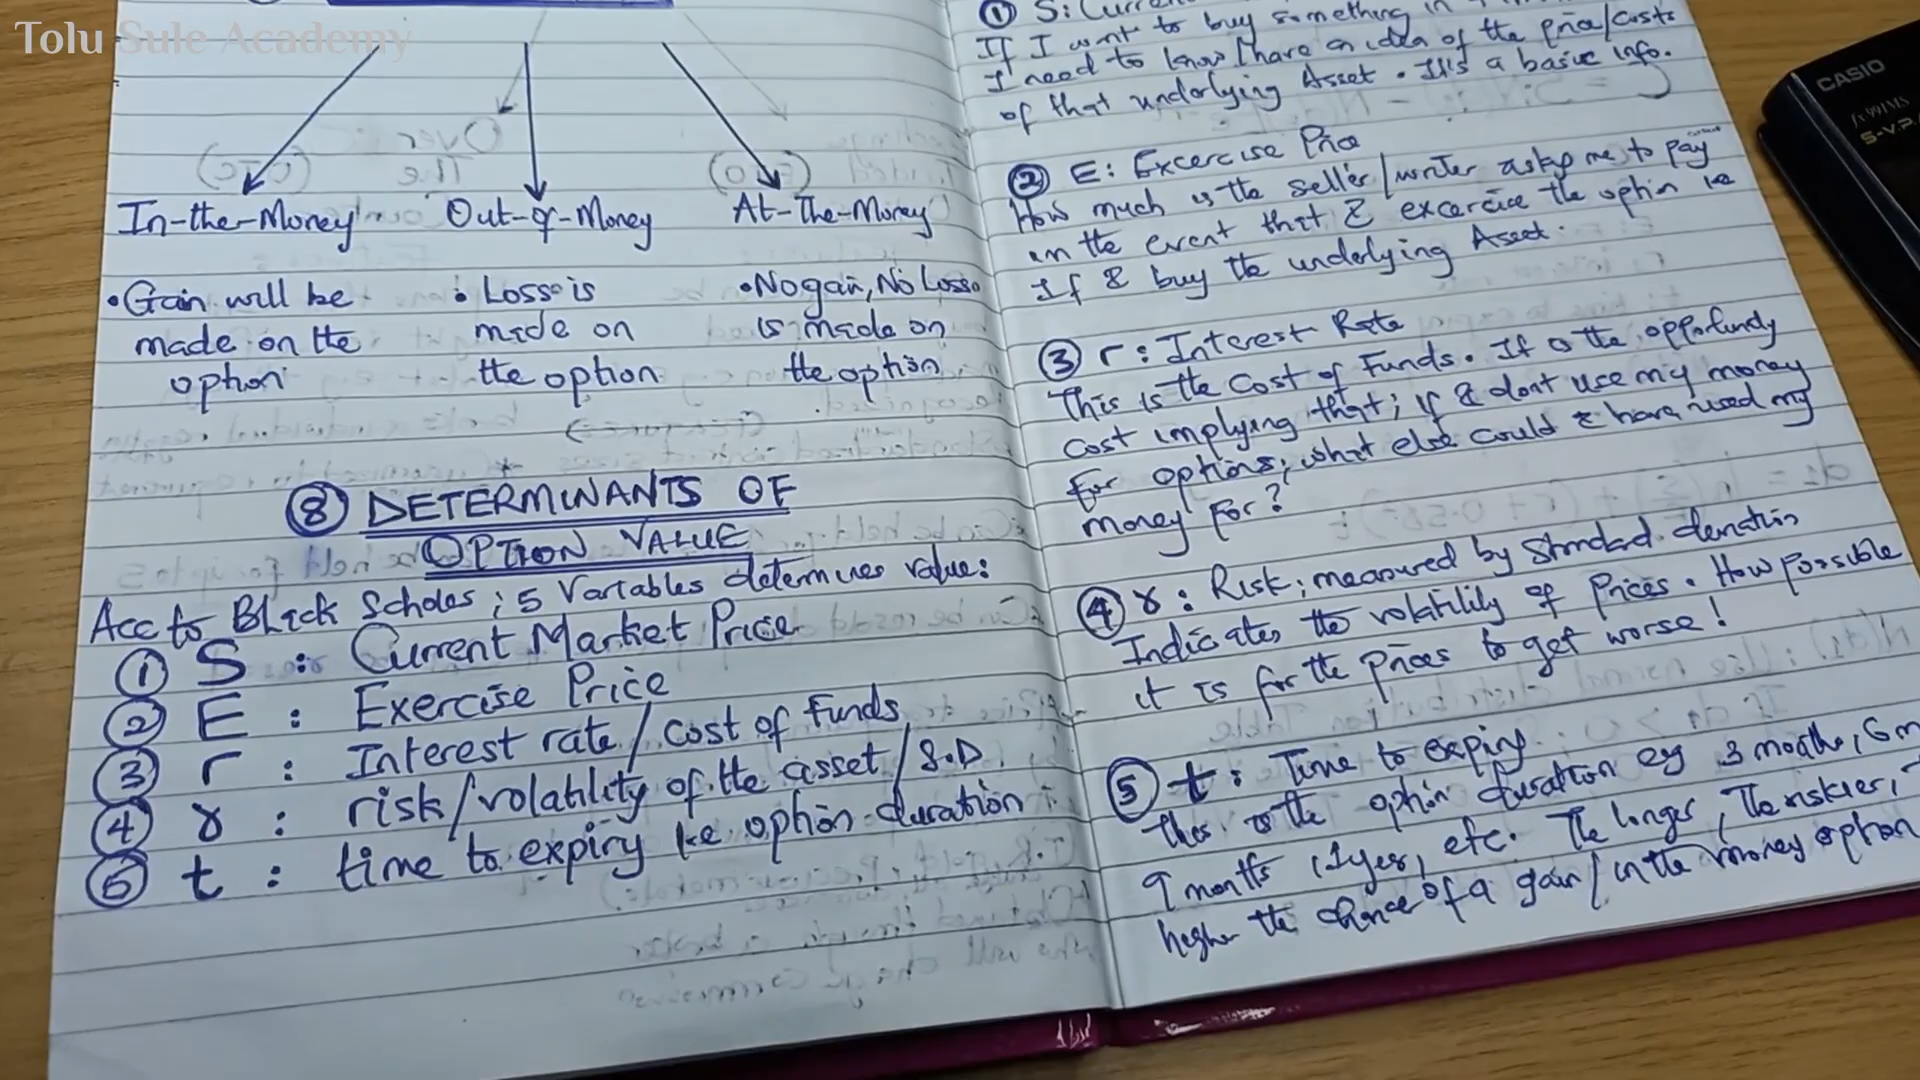 Tolu Sule Academy
In-the-Money
Out-of-Money
At-The-Money
• Gain will be
made on the
option
• Loss is
made on
the option
• No gain, No Loss
is made on
the option
8 DETERMINANTS OF
OPTION VALUE
Acc to Black Scholes; 5 Variables determines value:
1 S : Current Market Price
2 E : Exercise Price
3 r : Interest rate/cost of funds
4 γ : risk/volatility of the asset/S.D.
5 t : time to expiry ie option duration
1 S: Curren
If I want to buy something in
I need to know/have an idea of the price/costs
of that underlying Asset. It's a basic info.
2 E: Excercise Price
How much is the seller/writer asking me to pay
in the event that I excercise the option ie
If I buy the underlying Asset.
3 r: Interest Rate
This is the Cost of Funds. It is the opportunity
Cost implying that; if I dont use my money
for options, what else could I have used my
money for?
4 γ: Risk; measured by Standard deviation
Indicates the volatility of Prices. How possible
it is for the prices to get worse!
5 t: Time to expiry
This is the option duration eg 3 months, 6 m
9 months, 1 year, etc. The longer, the riskier,
higher the chance of a gain/in the money option
CASIO
fx-991MS
S-V.P.A